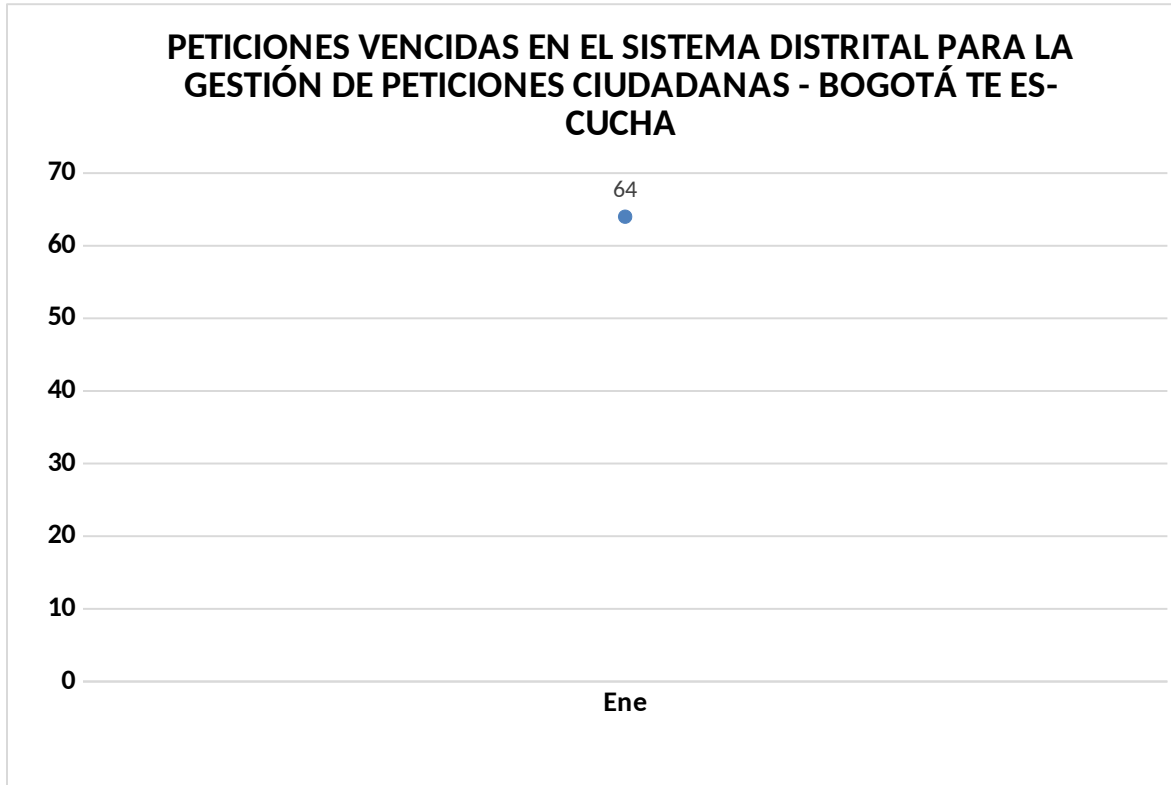 PETICIONES VENCIDAS EN EL SISTEMA DISTRITAL PARA LA
GESTIÓN DE PETICIONES CIUDADANAS - BOGOTÁ TE ES-
CUCHA
70
64
60
50
40
30
20
10
0
Ene